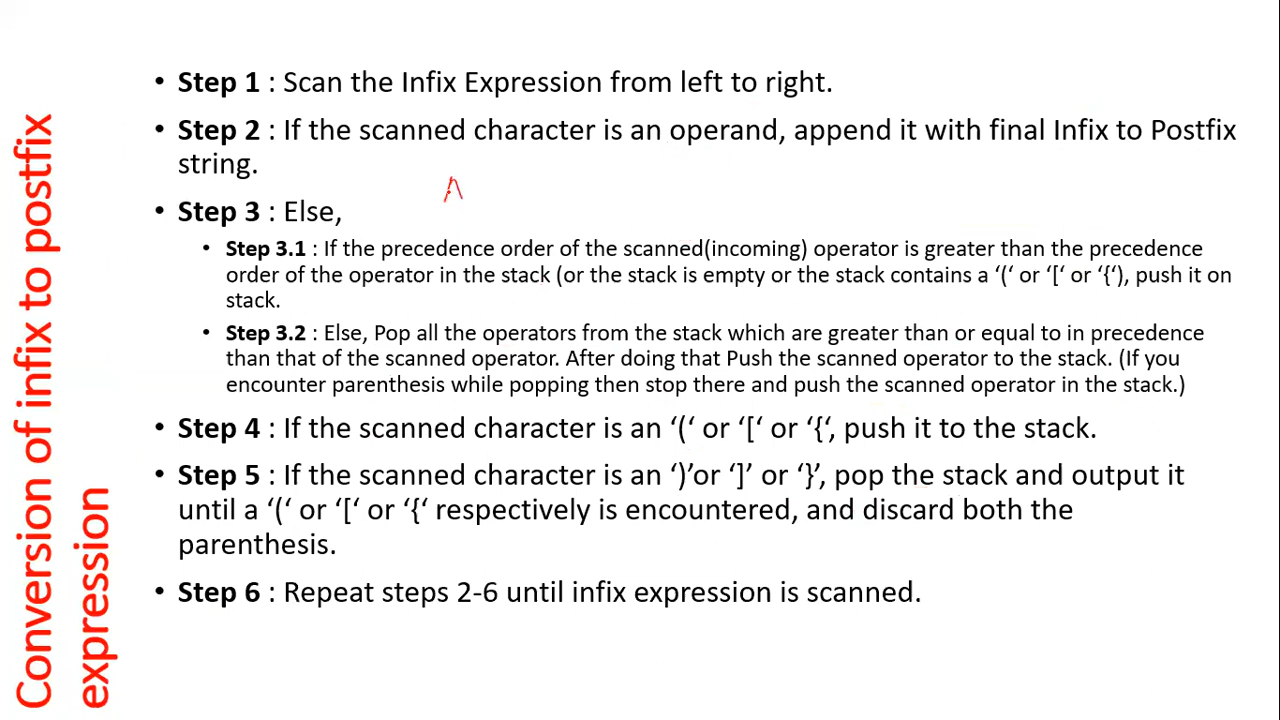 Conversion of infix to postfix
expression
• Step 1 : Scan the Infix Expression from left to right.
• Step 2 : If the scanned character is an operand, append it with final Infix to Postfix
string.
• Step 3 : Else,
• Step 3.1 : If the precedence order of the scanned(incoming) operator is greater than the precedence
order of the operator in the stack (or the stack is empty or the stack contains a ‘(‘ or ‘[‘ or ‘{‘), push it on
stack.
• Step 3.2 : Else, Pop all the operators from the stack which are greater than or equal to in precedence
than that of the scanned operator. After doing that Push the scanned operator to the stack. (If you
encounter parenthesis while popping then stop there and push the scanned operator in the stack.)
• Step 4 : If the scanned character is an ‘(‘ or ‘[‘ or ‘{‘, push it to the stack.
• Step 5 : If the scanned character is an ‘)’or ‘]’ or ‘}’, pop the stack and output it
until a ‘(‘ or ‘[‘ or ‘{‘ respectively is encountered, and discard both the
parenthesis.
• Step 6 : Repeat steps 2-6 until infix expression is scanned.